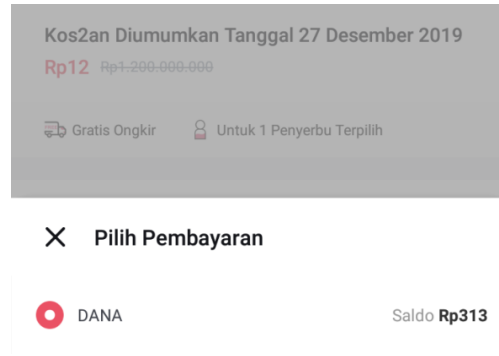 Kos2an Diumumkan Tanggal 27 Desember 2019
Rp12 Rp1.200.000.000
Gratis Ongkir Untuk 1 Penyerbu Terpilih
Pilih Pembayaran
DANA Saldo Rp313